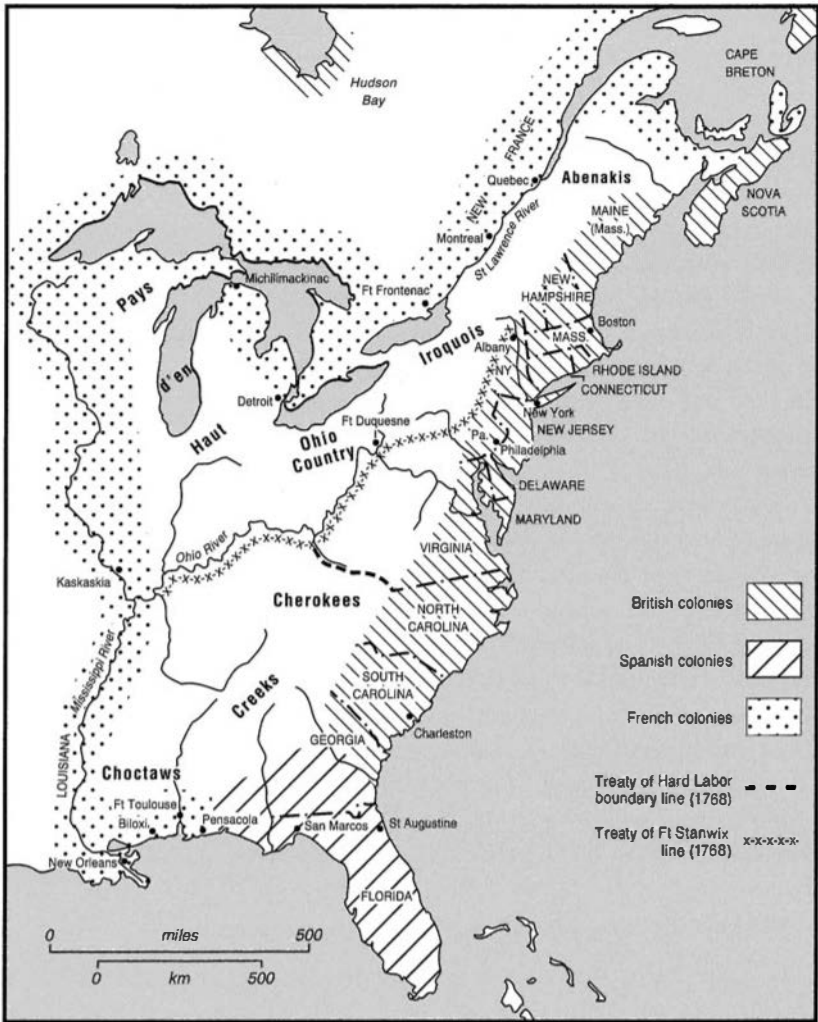 Hudson
Bay
CAPE
BRETON
NEW FRANCE
Quebec
Abenakis
NOVA
SCOTIA
MAINE
(Mass.)
Montreal
St Lawrence River
Michilimackinac
Ft Frontenac
NEW
HAMPSHIRE
Boston
Pays
d'en
Haut
Iroquois
Albany
MASS.
NY
RHODE ISLAND
CONNECTICUT
Detroit
New York
Ft Duquesne
NEW JERSEY
Ohio
Country
Pa.
Philadelphia
DELAWARE
MARYLAND
Ohio River
VIRGINIA
Kaskaskia
Cherokees
NORTH
CAROLINA
Mississippi River
SOUTH
CAROLINA
Creeks
Charleston
GEORGIA
LOUISIANA
Choctaws
Ft Toulouse
Biloxi
Pensacola
San Marcos
St Augustine
New Orleans
FLORIDA
British colonies
Spanish colonies
French colonies
Treaty of Hard Labor
boundary line (1768)
Treaty of Ft Stanwix
line (1768)
0 miles 500
0 km 500